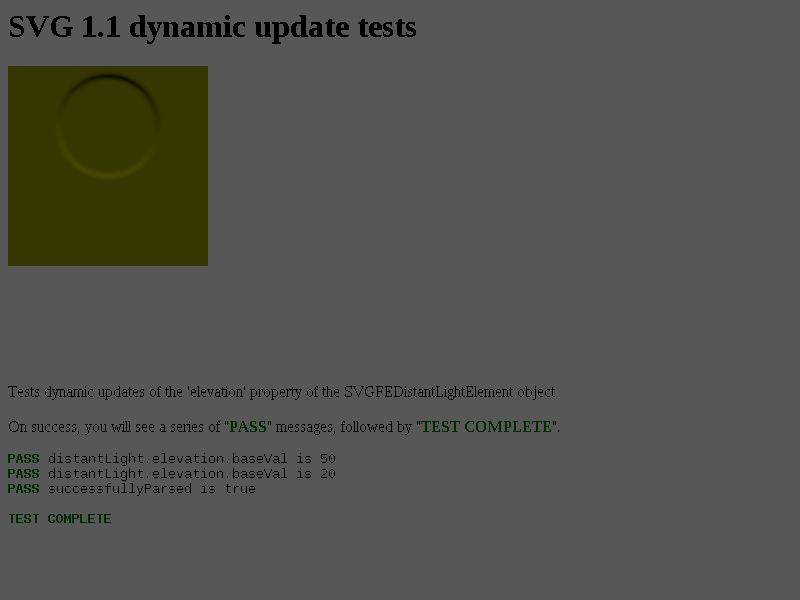 SVG 1.1 dynamic update tests
Tests dynamic updates of the 'elevation' property of the SVGFEDistantLightElement object
On success, you will see a series of "PASS" messages, followed by "TEST COMPLETE".
PASS distantLight.elevation.baseVal is 50
PASS distantLight.elevation.baseVal is 20
PASS successfullyParsed is true
TEST COMPLETE